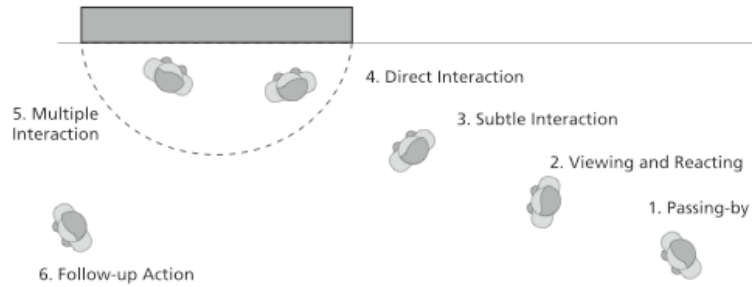 4. Direct Interaction
5. Multiple
Interaction
3. Subtle Interaction
2. Viewing and Reacting
1. Passing-by
6. Follow-up Action